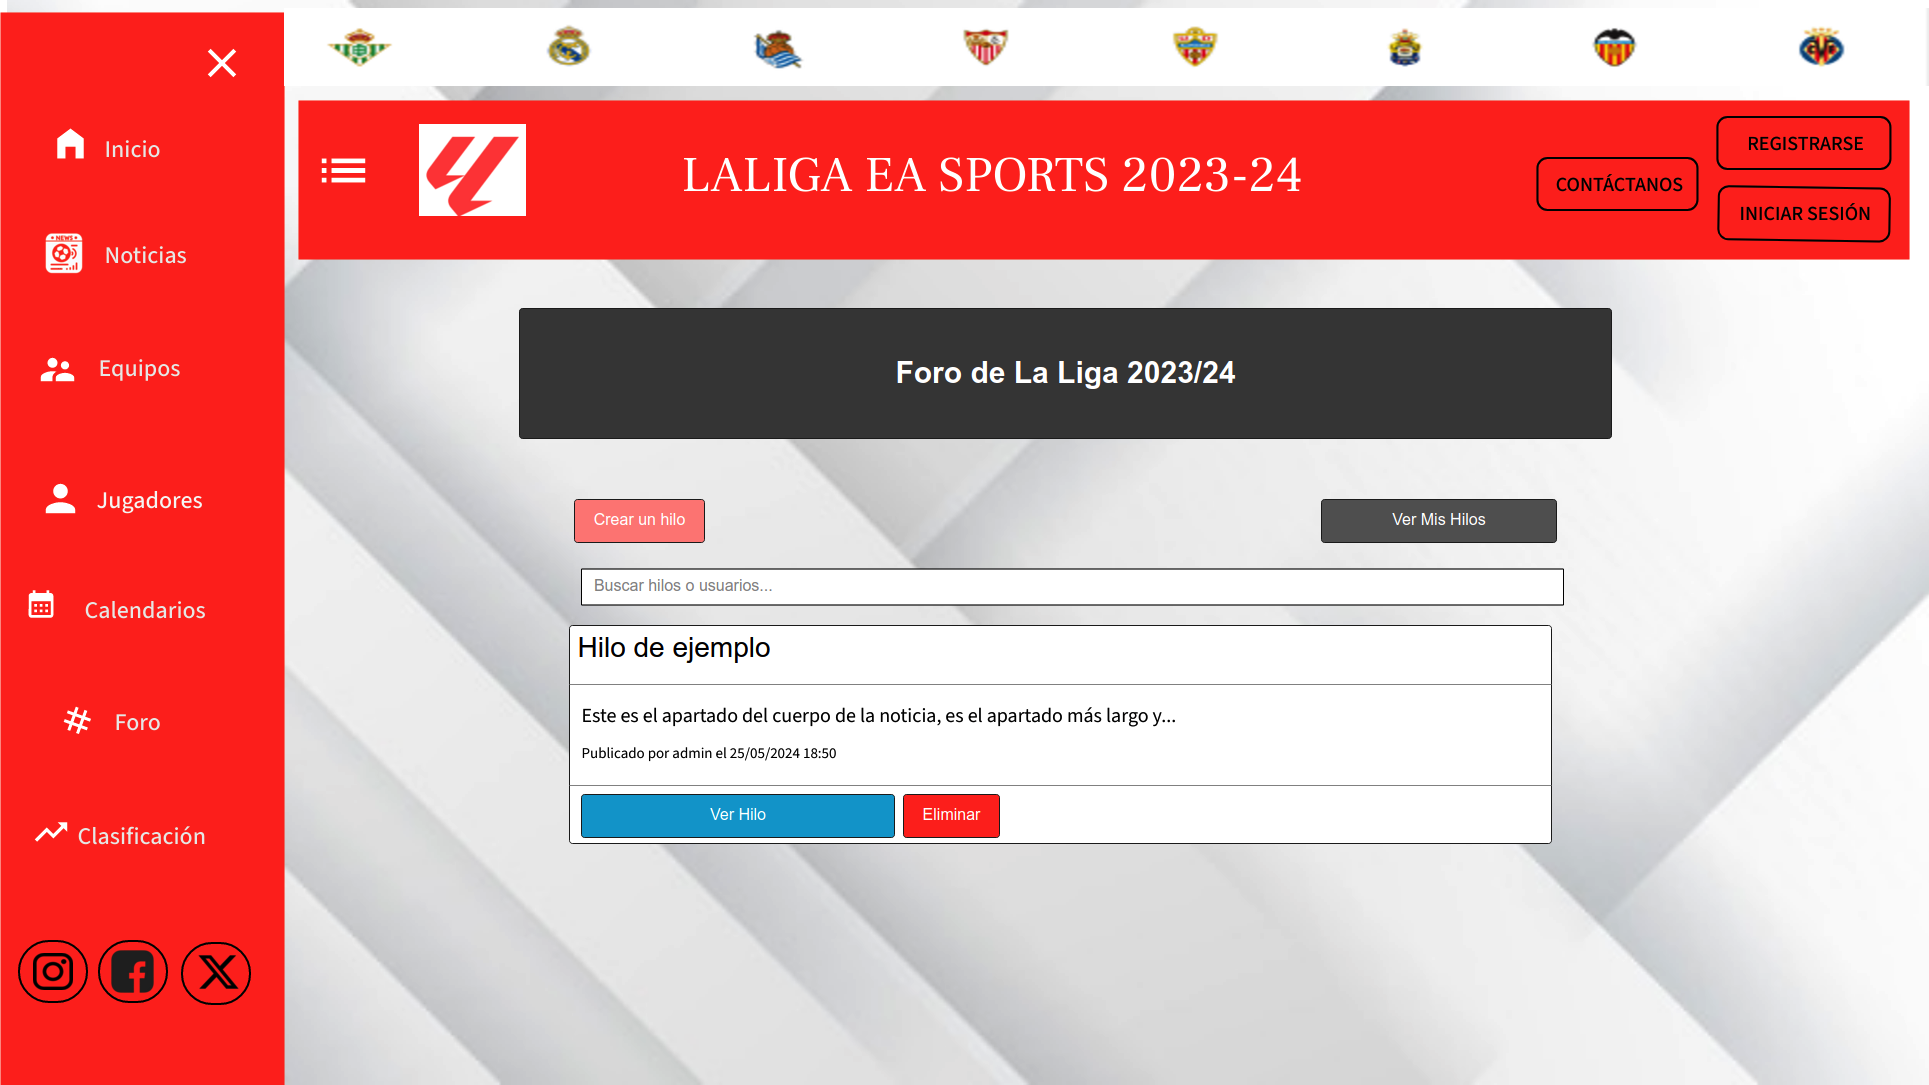 Inicio
Noticias
Equipos
Jugadores
Calendarios
Foro
Clasificación
LALIGA EA SPORTS 2023-24
CONTÁCTANOS
REGISTRARSE
INICIAR SESIÓN
Foro de La Liga 2023/24
Crear un hilo
Ver Mis Hilos
Buscar hilos o usuarios...
Hilo de ejemplo
Este es el apartado del cuerpo de la noticia, es el apartado más largo y...
Publicado por admin el 25/05/2024 18:50
Ver Hilo
Eliminar
NEWS